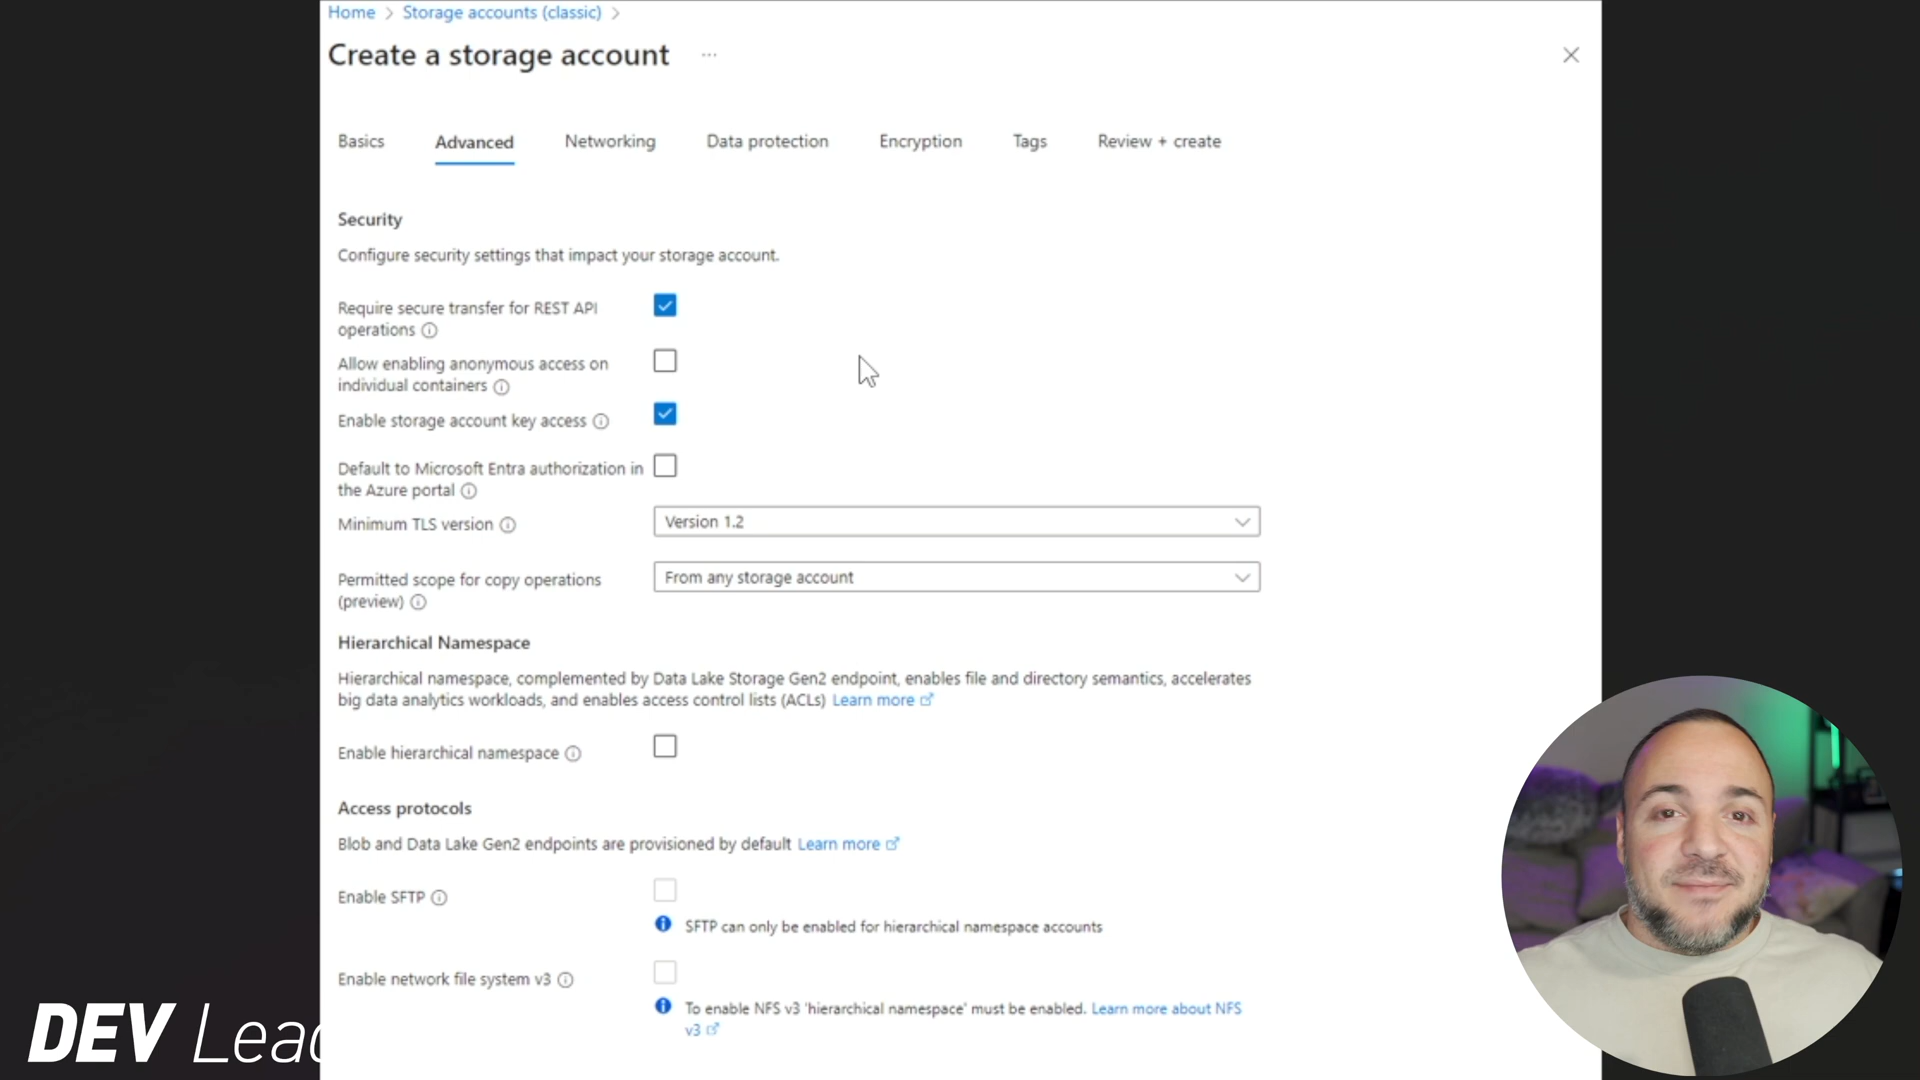 Home > Storage accounts (classic) >
Create a storage account ...
Basics Advanced Networking Data protection Encryption Tags Review + create
Security
Configure security settings that impact your storage account.
Require secure transfer for REST API
operations
Allow enabling anonymous access on
individual containers
Enable storage account key access
Default to Microsoft Entra authorization in
the Azure portal
Minimum TLS version
Version 1.2
Permitted scope for copy operations
(preview)
From any storage account
Hierarchical Namespace
Hierarchical namespace, complemented by Data Lake Storage Gen2 endpoint, enables file and directory semantics, accelerates
big data analytics workloads, and enables access control lists (ACLs) Learn more
Enable hierarchical namespace
Access protocols
Blob and Data Lake Gen2 endpoints are provisioned by default Learn more
Enable SFTP
SFTP can only be enabled for hierarchical namespace accounts
Enable network file system v3
To enable NFS v3 'hierarchical namespace' must be enabled. Learn more about NFS
v3
DEV Lead